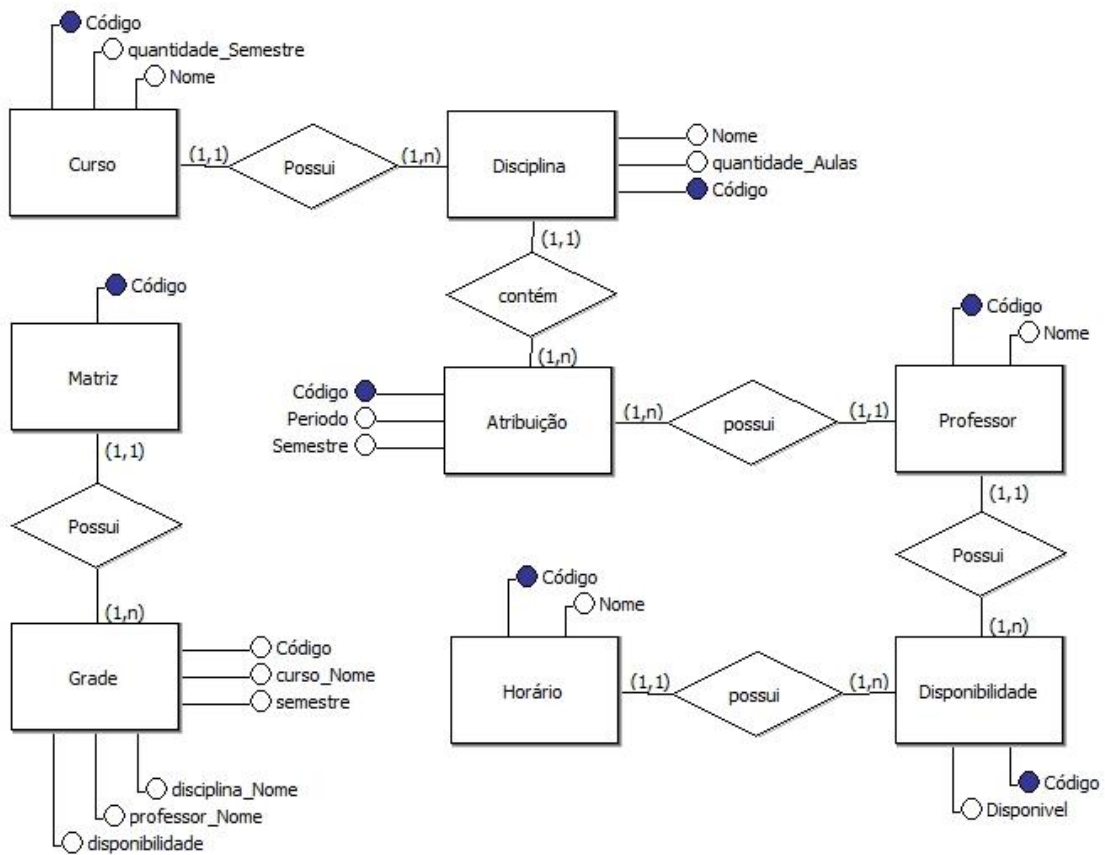 Código
quantidade_Semestre
Nome
Curso
(1,1)
Possui
(1,n)
Disciplina
Nome
quantidade_Aulas
Código
(1,1)
contém
(1,n)
Código
Matriz
(1,1)
Possui
(1,n)
Grade
Código
curso_Nome
semestre
disciplina_Nome
professor_Nome
disponibilidade
Código
Periodo
Semestre
Atribuição
(1,n)
possui
(1,1)
Código
Nome
Professor
(1,1)
Possui
(1,n)
Código
Nome
Horário
(1,1)
possui
(1,n)
Disponibilidade
Código
Disponivel